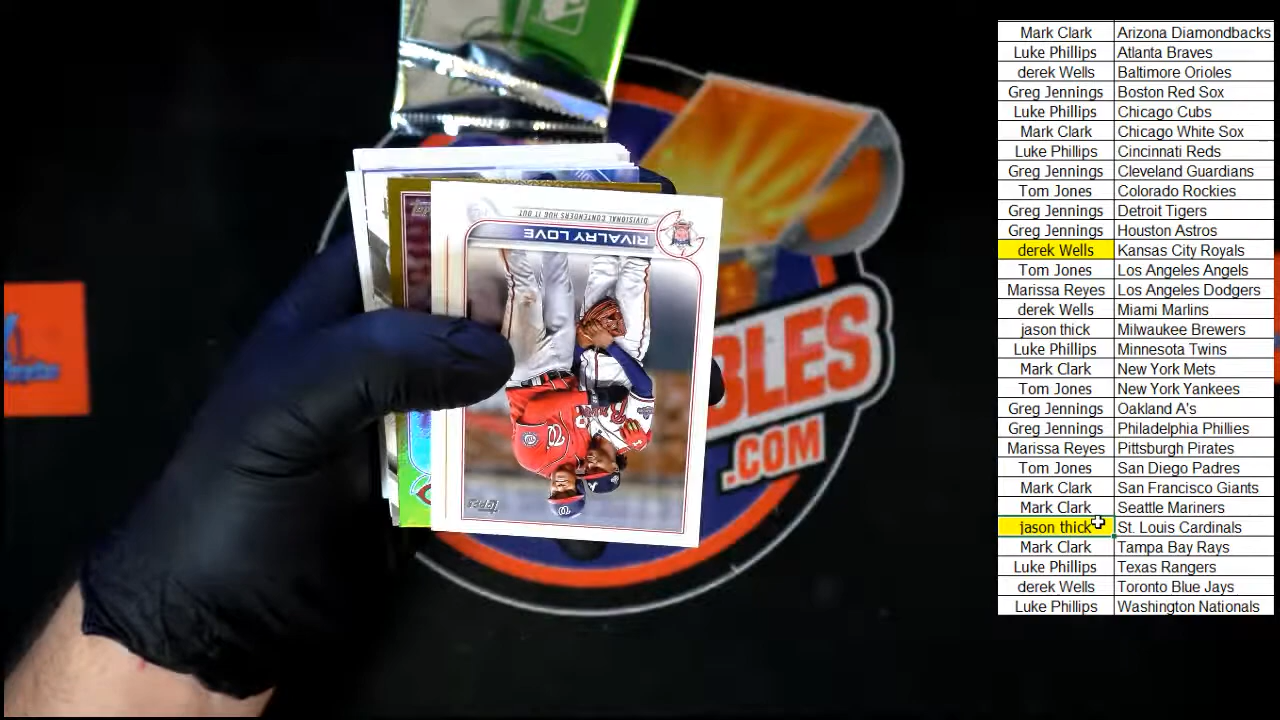 DIVISIONAL CONTENDERS HUG IT OUT
RIVALRY LOVE
topps
BLES
.COM
Mark Clark Arizona Diamondbacks
Luke Phillips Atlanta Braves
derek Wells Baltimore Orioles
Greg Jennings Boston Red Sox
Luke Phillips Chicago Cubs
Mark Clark Chicago White Sox
Luke Phillips Cincinnati Reds
Greg Jennings Cleveland Guardians
Tom Jones Colorado Rockies
Greg Jennings Detroit Tigers
Greg Jennings Houston Astros
derek Wells Kansas City Royals
Tom Jones Los Angeles Angels
Marissa Reyes Los Angeles Dodgers
derek Wells Miami Marlins
jason thick Milwaukee Brewers
Luke Phillips Minnesota Twins
Mark Clark New York Mets
Tom Jones New York Yankees
Greg Jennings Oakland A's
Greg Jennings Philadelphia Phillies
Marissa Reyes Pittsburgh Pirates
Tom Jones San Diego Padres
Mark Clark San Francisco Giants
Mark Clark Seattle Mariners
jason thick St. Louis Cardinals
Mark Clark Tampa Bay Rays
Luke Phillips Texas Rangers
derek Wells Toronto Blue Jays
Luke Phillips Washington Nationals